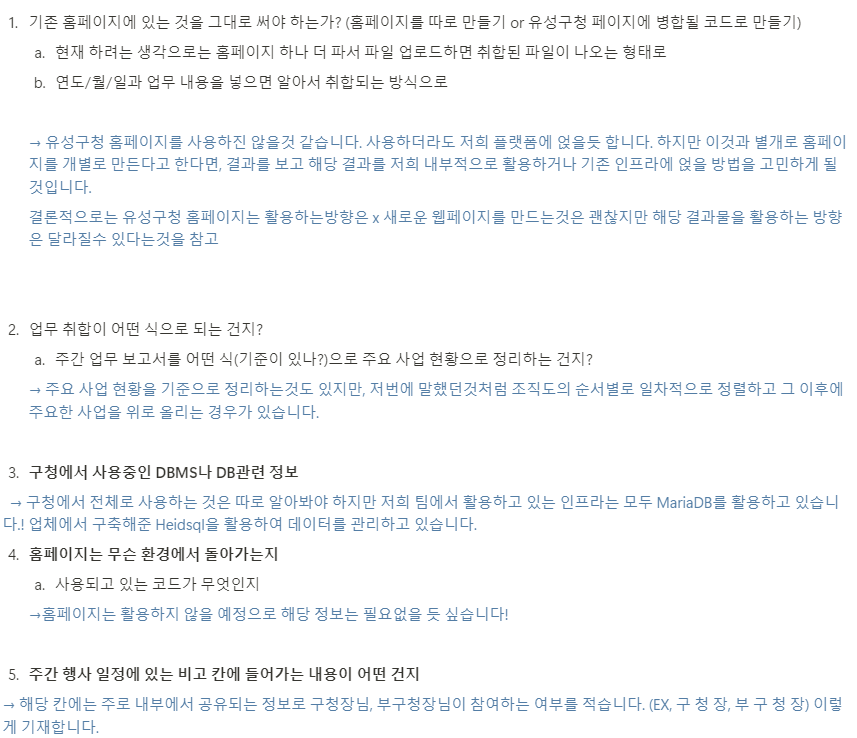 1. 기존 홈페이지에 있는 것을 그대로 써야 하는가? (홈페이지를 따로 만들기 or 유성구청 페이지에 병합될 코드로 만들기)
a. 현재 하려는 생각으로는 홈페이지 하나 더 파서 파일 업로드하면 취합된 파일이 나오는 형태로
b. 연도/월/일과 업무 내용을 넣으면 알아서 취합되는 방식으로
→ 유성구청 홈페이지를 사용하진 않을것 같습니다. 사용하더라도 저희 플랫폼에 얹을듯 합니다. 하지만 이것과 별개로 홈페이
지를 개별로 만든다고 한다면, 결과를 보고 해당 결과를 저희 내부적으로 활용하거나 기존 인프라에 얹을 방법을 고민하게 될
것입니다.
결론적으로는 유성구청 홈페이지는 활용하는방향은 x 새로운 웹페이지를 만드는것은 괜찮지만 해당 결과물을 활용하는 방향
은 달라질수 있다는것을 참고
2. 업무 취합이 어떤 식으로 되는 건지?
a. 주간 업무 보고서를 어떤 식(기준이 있나?)으로 주요 사업 현황으로 정리하는 건지?
→ 주요 사업 현황을 기준으로 정리하는것도 있지만, 저번에 말했던것처럼 조직도의 순서별로 일차적으로 정렬하고 그 이후에
주요한 사업을 위로 올리는 경우가 있습니다.
3. 구청에서 사용중인 DBMS나 DB관련 정보
→ 구청에서 전체로 사용하는 것은 따로 알아봐야 하지만 저희 팀에서 활용하고 있는 인프라는 모두 MariaDB를 활용하고 있습니
다.! 업체에서 구축해준 Heidsql을 활용하여 데이터를 관리하고 있습니다.
4. 홈페이지는 무슨 환경에서 돌아가는지
a. 사용되고 있는 코드가 무엇인지
→홈페이지는 활용하지 않을 예정으로 해당 정보는 필요없을 듯 싶습니다!
5. 주간 행사 일정에 있는 비고 칸에 들어가는 내용이 어떤 건지
→ 해당 칸에는 주로 내부에서 공유되는 정보로 구청장님, 부구청장님이 참여하는 여부를 적습니다. (EX, 구 청 장, 부 구 청 장) 이렇
게 기재합니다.